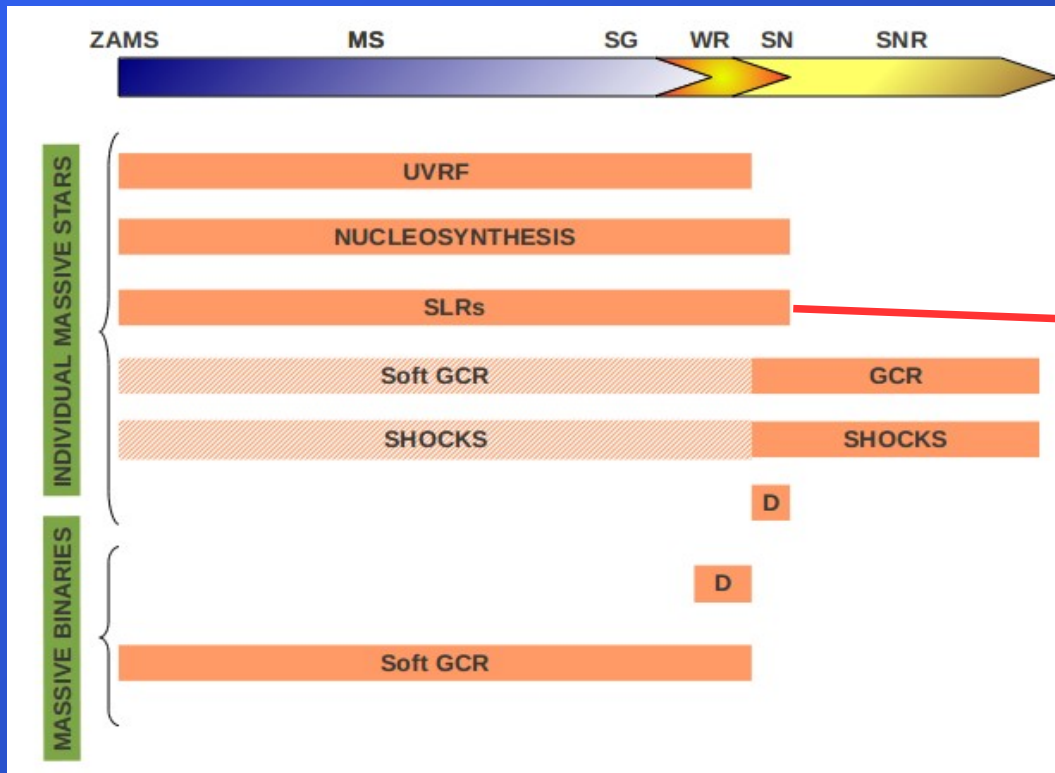 ZAMS MS SG WR SN SNR
INDIVIDUAL MASSIVE STARS
UVRF
NUCLEOSYNTHESIS
SLRs
Soft GCR GCR
SHOCKS SHOCKS
D
MASSIVE BINARIES
D
Soft GCR